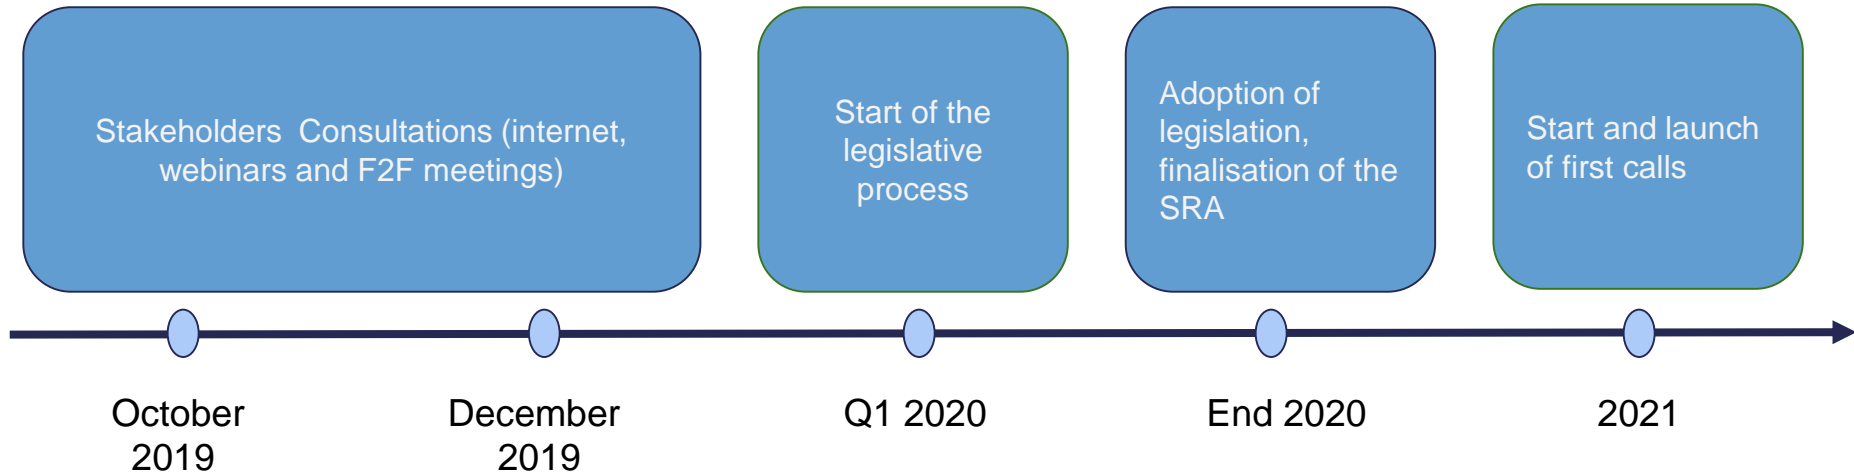 Stakeholders  Consultations (internet,
webinars and F2F meetings)
Start of the
legislative
process
Adoption of
legislation,
finalisation of the
SRA
Start and launch
of first calls
October
2019
December
2019
Q1 2020
End 2020
2021